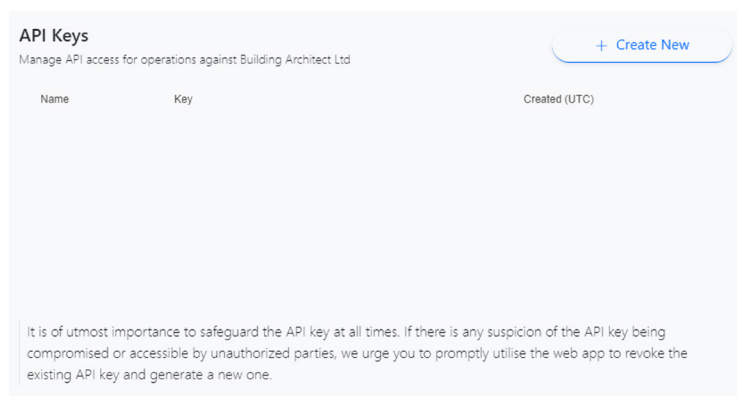 API Keys
+ Create New
Manage API access for operations against Building Architect Ltd
Name Key Created (UTC)
It is of utmost importance to safeguard the API key at all times. If there is any suspicion of the API key being
compromised or accessible by unauthorized parties, we urge you to promptly utilise the web app to revoke the
existing API key and generate a new one.